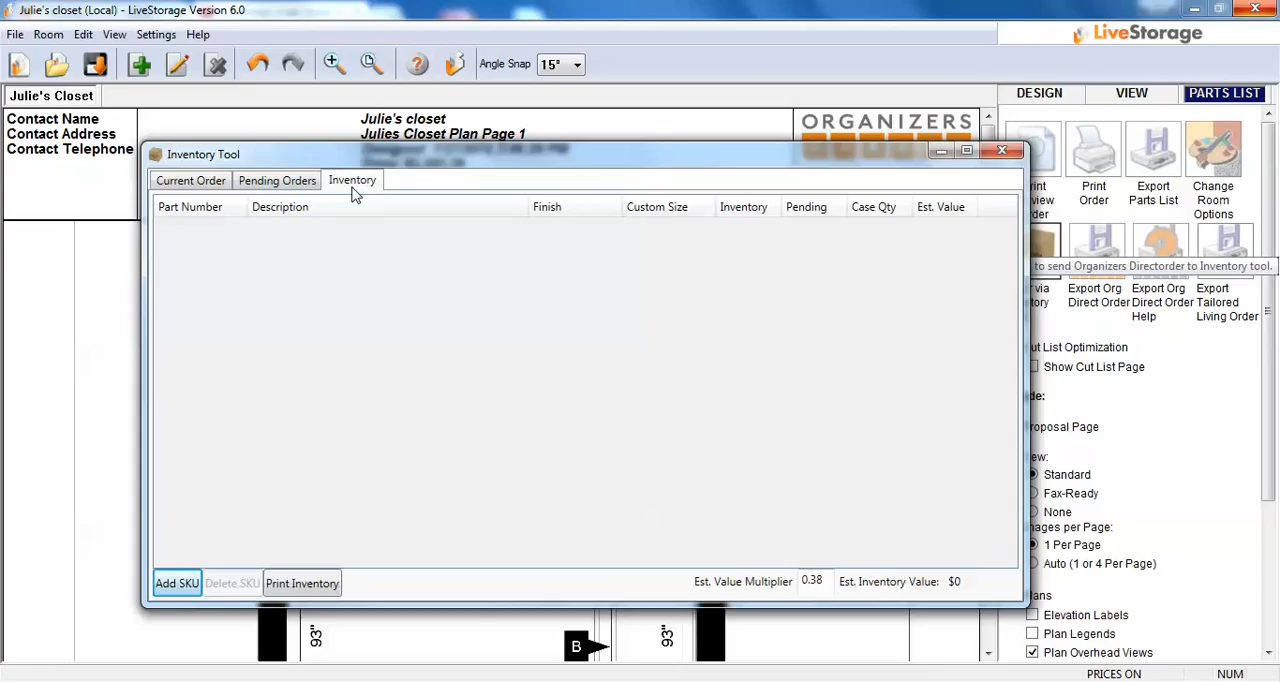 Julie's closet (Local) - LiveStorage Version 6.0
File Room Edit View Settings Help
LiveStorage
Angle Snap 15°
Julie's Closet
DESIGN VIEW PARTS LIST
Contact Name
Contact Address
Contact Telephone
Julie's closet
Julies Closet Plan Page 1
ORGANIZERS
Inventory Tool
Current Order Pending Orders Inventory
Part Number Description Finish Custom Size Inventory Pending Case Qty Est. Value
Add SKU Delete SKU Print Inventory
Est. Value Multiplier 0.38 Est. Inventory Value: $0
Print Order
Export Parts List
Change Room Options
to send Organizers Directorder to Inventory tool.
Export Org Direct Order
Export Org Direct Order Help
Export Tailored Living Order
ut List Optimization
Show Cut List Page
de:
roposal Page
iew:
Standard
Fax-Ready
None
mages per Page:
1 Per Page
Auto (1 or 4 Per Page)
lans
Elevation Labels
Plan Legends
Plan Overhead Views
93"
B
93"
PRICES ON NUM